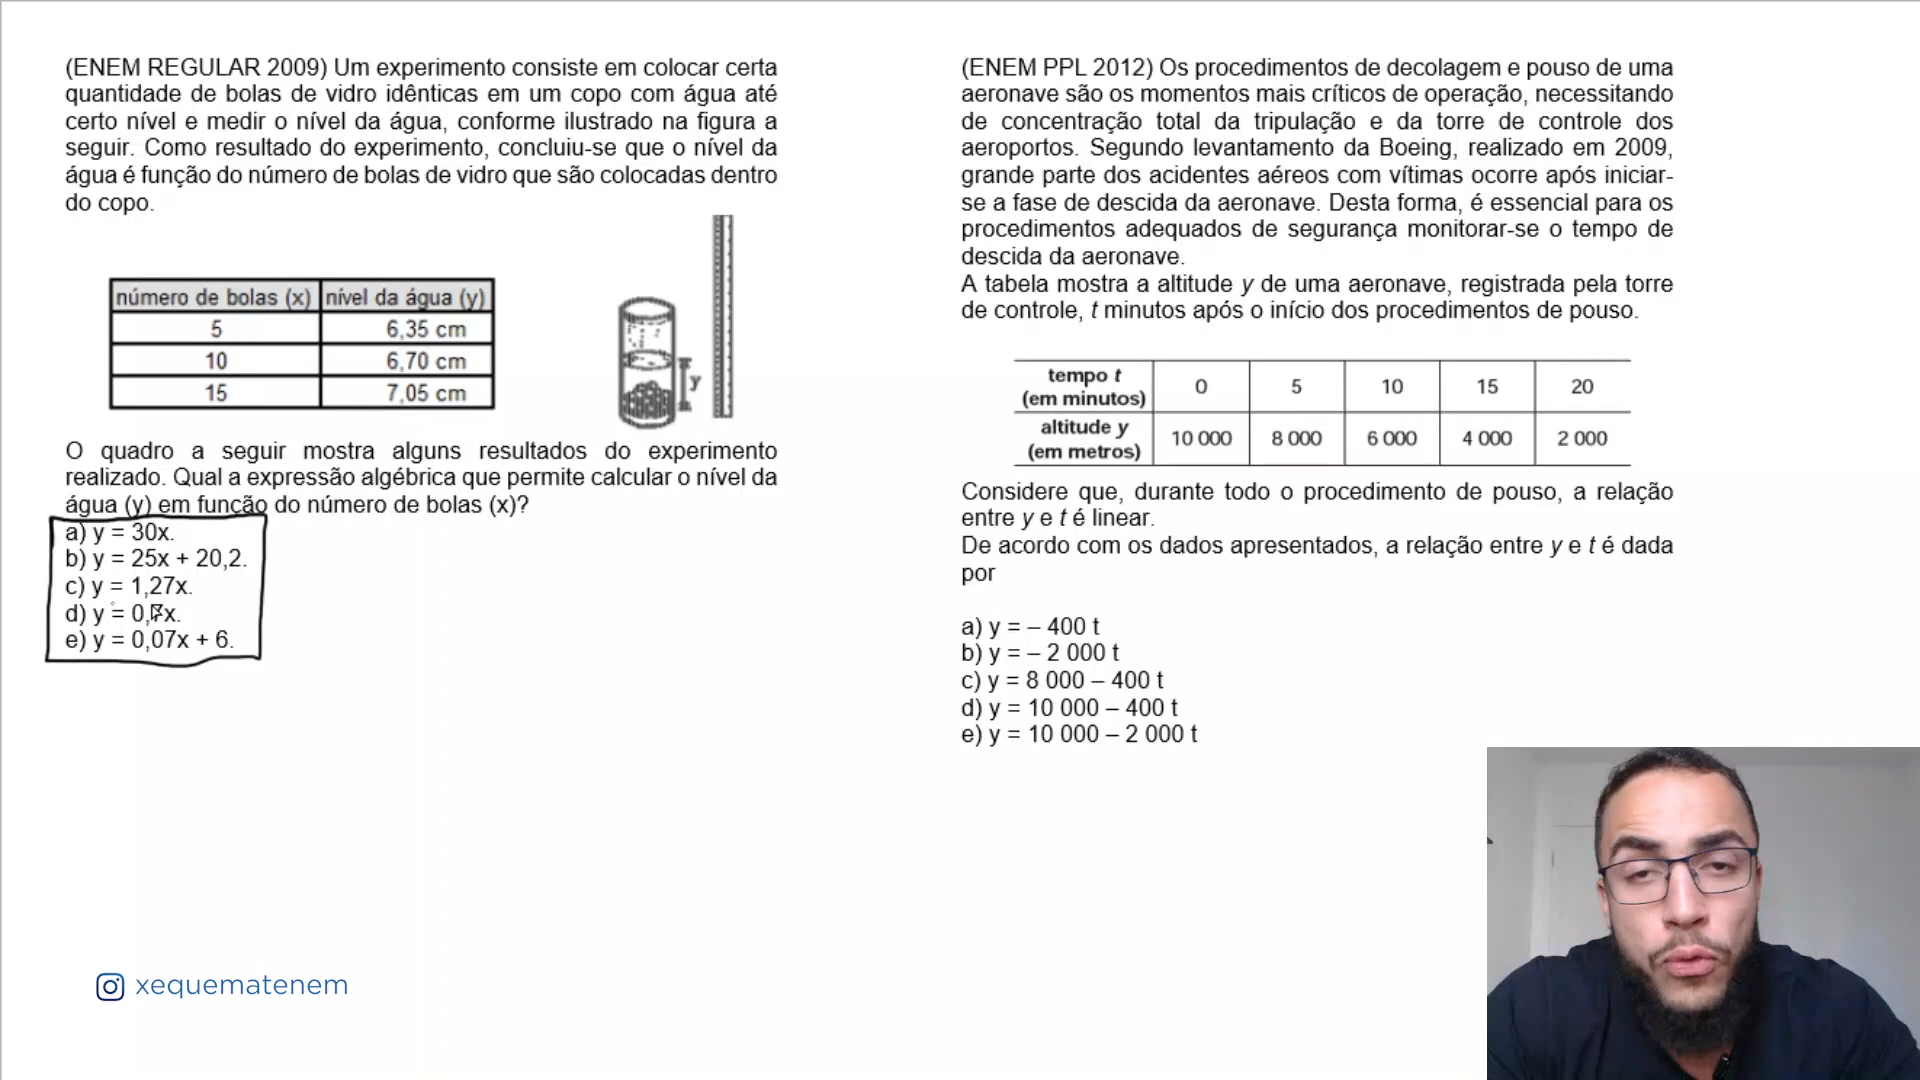 (ENEM REGULAR 2009) Um experimento consiste em colocar certa
quantidade de bolas de vidro idênticas em um copo com água até
certo nível e medir o nível da água, conforme ilustrado na figura a
seguir. Como resultado do experimento, concluiu-se que o nível da
água é função do número de bolas de vidro que são colocadas dentro
do copo.
número de bolas (x) nível da água (y)
5 6,35 cm
10 6,70 cm
15 7,05 cm
y
O quadro a seguir mostra alguns resultados do experimento
realizado. Qual a expressão algébrica que permite calcular o nível da
água (y) em função do número de bolas (x)?
a) y = 30x.
b) y = 25x + 20,2.
c) y = 1,27x.
d) y = 0,7x.
e) y = 0,07x + 6.
xequematenem
(ENEM PPL 2012) Os procedimentos de decolagem e pouso de uma
aeronave são os momentos mais críticos de operação, necessitando
de concentração total da tripulação e da torre de controle dos
aeroportos. Segundo levantamento da Boeing, realizado em 2009,
grande parte dos acidentes aéreos com vítimas ocorre após iniciar-
se a fase de descida da aeronave. Desta forma, é essencial para os
procedimentos adequados de segurança monitorar-se o tempo de
descida da aeronave.
A tabela mostra a altitude y de uma aeronave, registrada pela torre
de controle, t minutos após o início dos procedimentos de pouso.
tempo t
(em minutos) 0 5 10 15 20
altitude y
(em metros) 10 000 8 000 6 000 4 000 2 000
Considere que, durante todo o procedimento de pouso, a relação
entre y e t é linear.
De acordo com os dados apresentados, a relação entre y e t é dada
por
a) y = – 400 t
b) y = – 2 000 t
c) y = 8 000 – 400 t
d) y = 10 000 – 400 t
e) y = 10 000 – 2 000 t